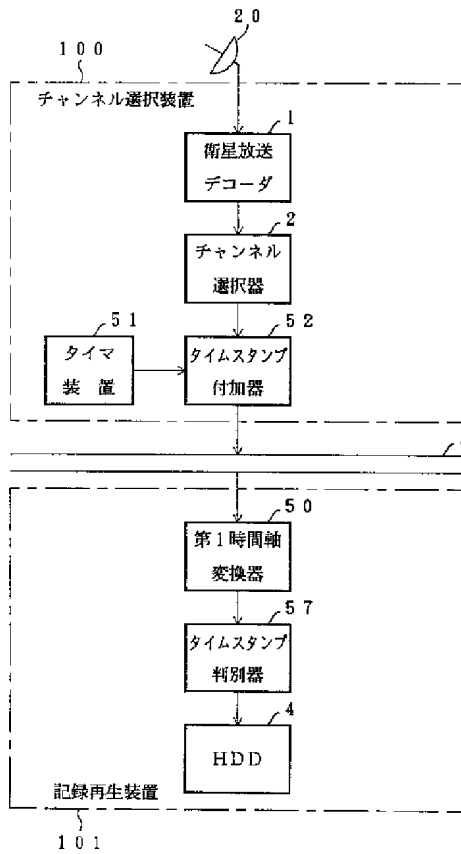 20
100
チャンネル選択装置
1
衛星放送
デコーダ
2
チャンネル
選択器
51
52
タイマ
装　置
タイムスタンプ
付加器
50
第1時間軸
変換器
57
タイムスタンプ
判別器
4
HDD
記録再生装置
101